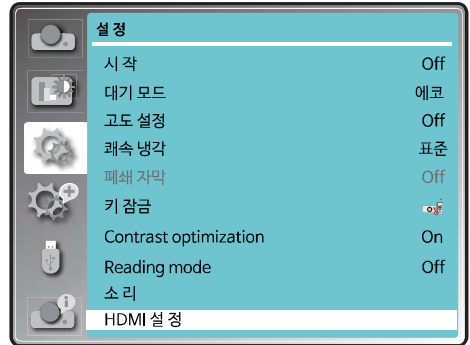 설 정
시 작 Off
대기 모드 에코
고도 설정 Off
쾌속 냉각 표준
폐쇄 자막 Off
키 잠금
Contrast optimization On
Reading mode Off
소 리
HDMI 설 정